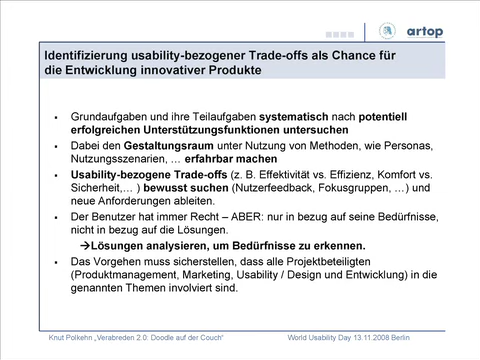 artop
Identifizierung usability-bezogener Trade-offs als Chance für
die Entwicklung innovativer Produkte
• Grundaufgaben und ihre Teilaufgaben systematisch nach potentiell
erfolgreichen Unterstützungsfunktionen untersuchen
• Dabei den Gestaltungsraum unter Nutzung von Methoden, wie Personas,
Nutzungsszenarien, … erfahrbar machen
• Usability-bezogene Trade-offs (z. B. Effektivität vs. Effizienz, Komfort vs.
Sicherheit,… ) bewusst suchen (Nutzerfeedback, Fokusgruppen, …) und
neue Anforderungen ableiten.
• Der Benutzer hat immer Recht – ABER: nur in bezug auf seine Bedürfnisse,
nicht in bezug auf die Lösungen.
→Lösungen analysieren, um Bedürfnisse zu erkennen.
• Das Vorgehen muss sicherstellen, dass alle Projektbeteiligten
(Produktmanagement, Marketing, Usability / Design und Entwicklung) in die
genannten Themen involviert sind.
Knut Polkehn „Verabreden 2.0: Doodle auf der Couch“ World Usability Day 13.11.2008 Berlin